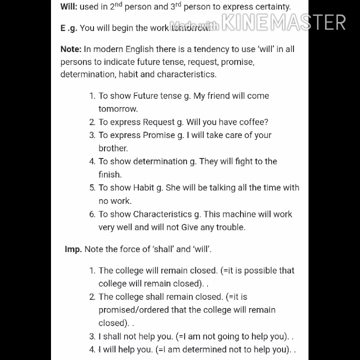 Will: used in 2nd person and 3rd person to express certainty.
Made with KINEMASTER
E .g. You will begin the work tomorrow.
Note: In modern English there is a tendency to use 'will' in all
persons to indicate future tense, request, promise,
determination, habit and characteristics.
1. To show Future tense g. My friend will come
tomorrow.
2. To express Request g. Will you have coffee?
3. To express Promise g. I will take care of your
brother.
4. To show determination g. They will fight to the
finish.
5. To show Habit g. She will be talking all the time with
no work.
6. To show Characteristics g. This machine will work
very well and will not Give any trouble.
Imp. Note the force of 'shall' and 'will'.
1. The college will remain closed. (=it is possible that
college will remain closed). .
2. The college shall remain closed. (=it is
promised/ordered that the college will remain
closed). .
3. I shall not help you. (=I am not going to help you). .
4. I will help you. (=I am determined not to help you). .